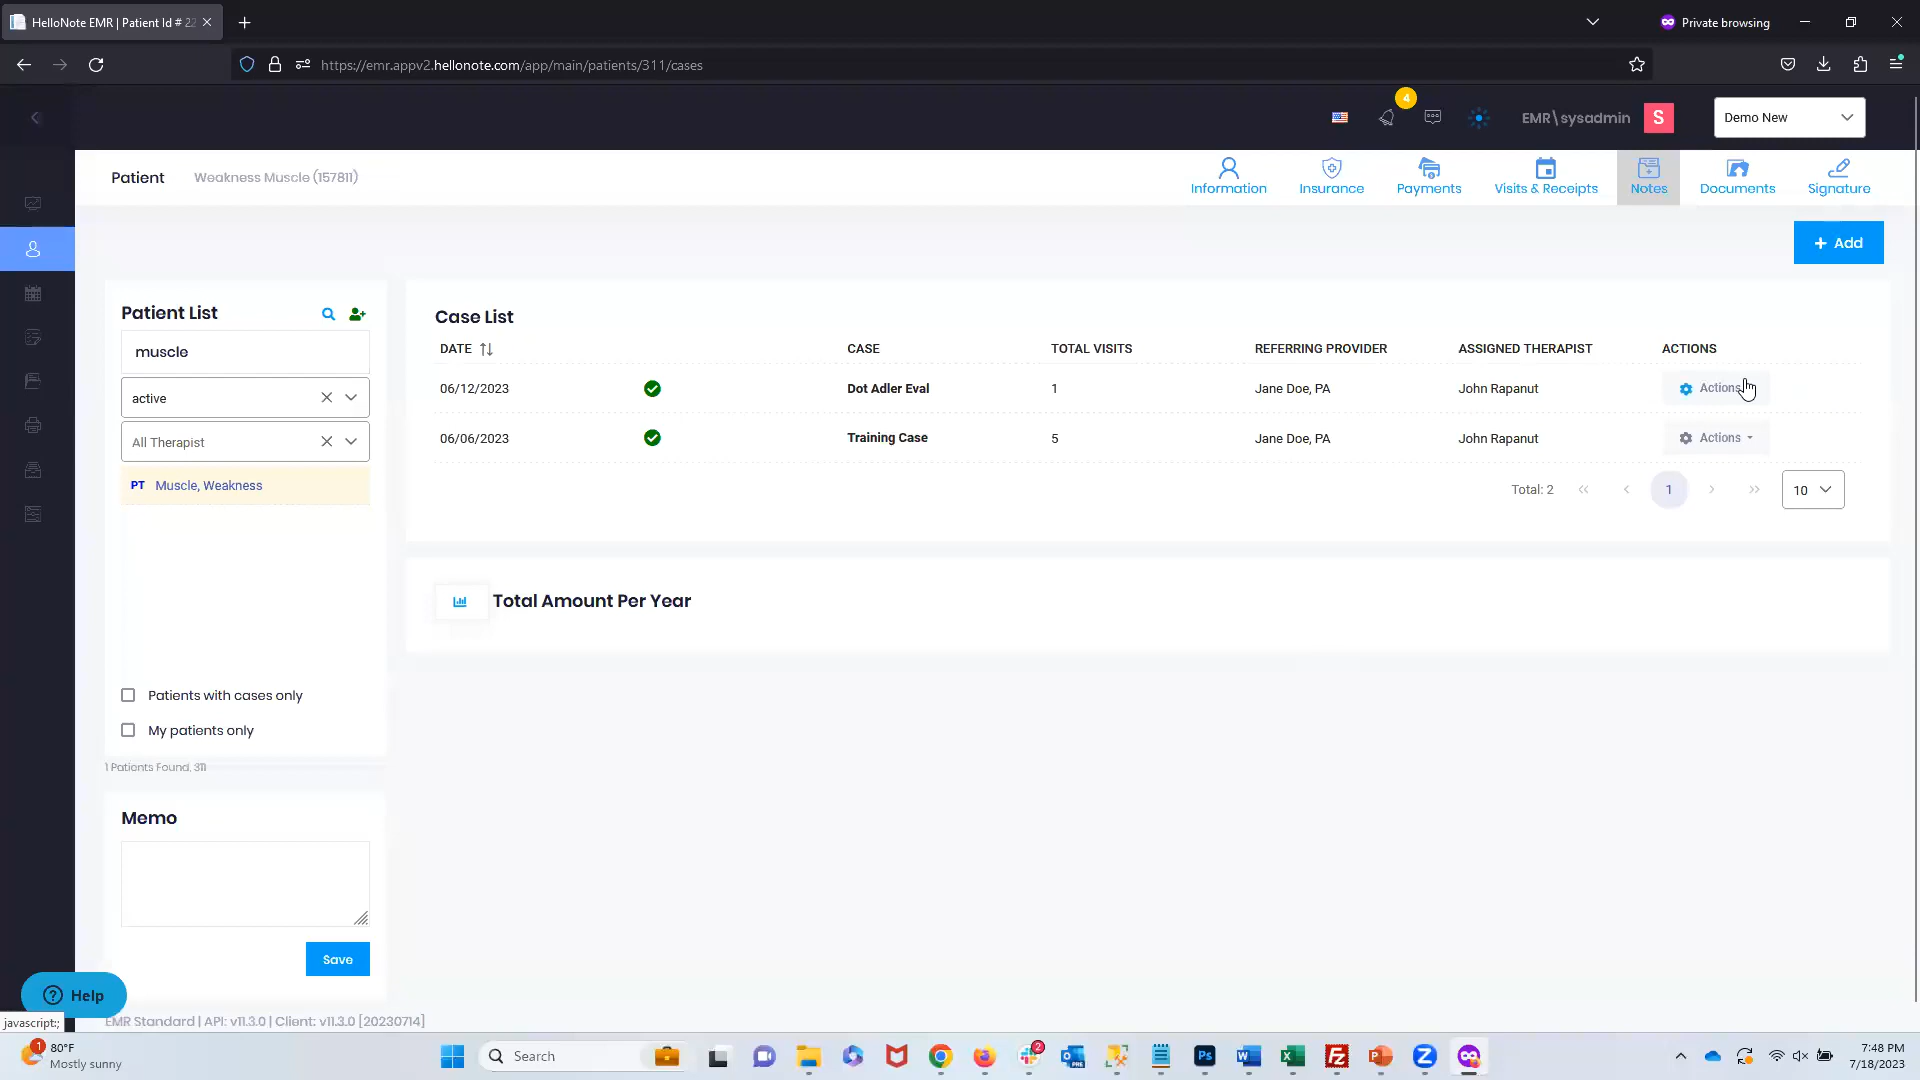 HelloNote EMR | Patient Id # 22
Private browsing
https://emr.appv2.hellonote.com/app/main/patients/311/cases
4
EMR\sysadmin
S
Demo New
Patient
Weakness Muscle (157811)
Information
Insurance
Payments
Visits & Receipts
Notes
Documents
Signature
+ Add
Patient List
muscle
active
All Therapist
PT Muscle, Weakness
Patients with cases only
My patients only
1 Patients Found, 311
Memo
Save
Case List
DATE CASE TOTAL VISITS REFERRING PROVIDER ASSIGNED THERAPIST ACTIONS
06/12/2023 Dot Adler Eval 1 Jane Doe, PA John Rapanut Actions
06/06/2023 Training Case 5 Jane Doe, PA John Rapanut Actions
Total: 2 1 10
Total Amount Per Year
Help
javascript:;
EMR Standard | API: v11.3.0 | Client: v11.3.0 [20230714]
1
80°F
Mostly sunny
Search
2
7:48 PM
7/18/2023